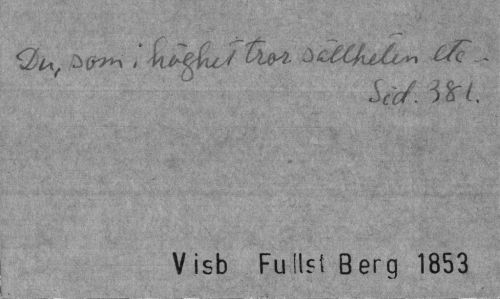 Du, som i höghet tror sällheten etc.
Sid. 381.
Visb Fullst Berg 1853